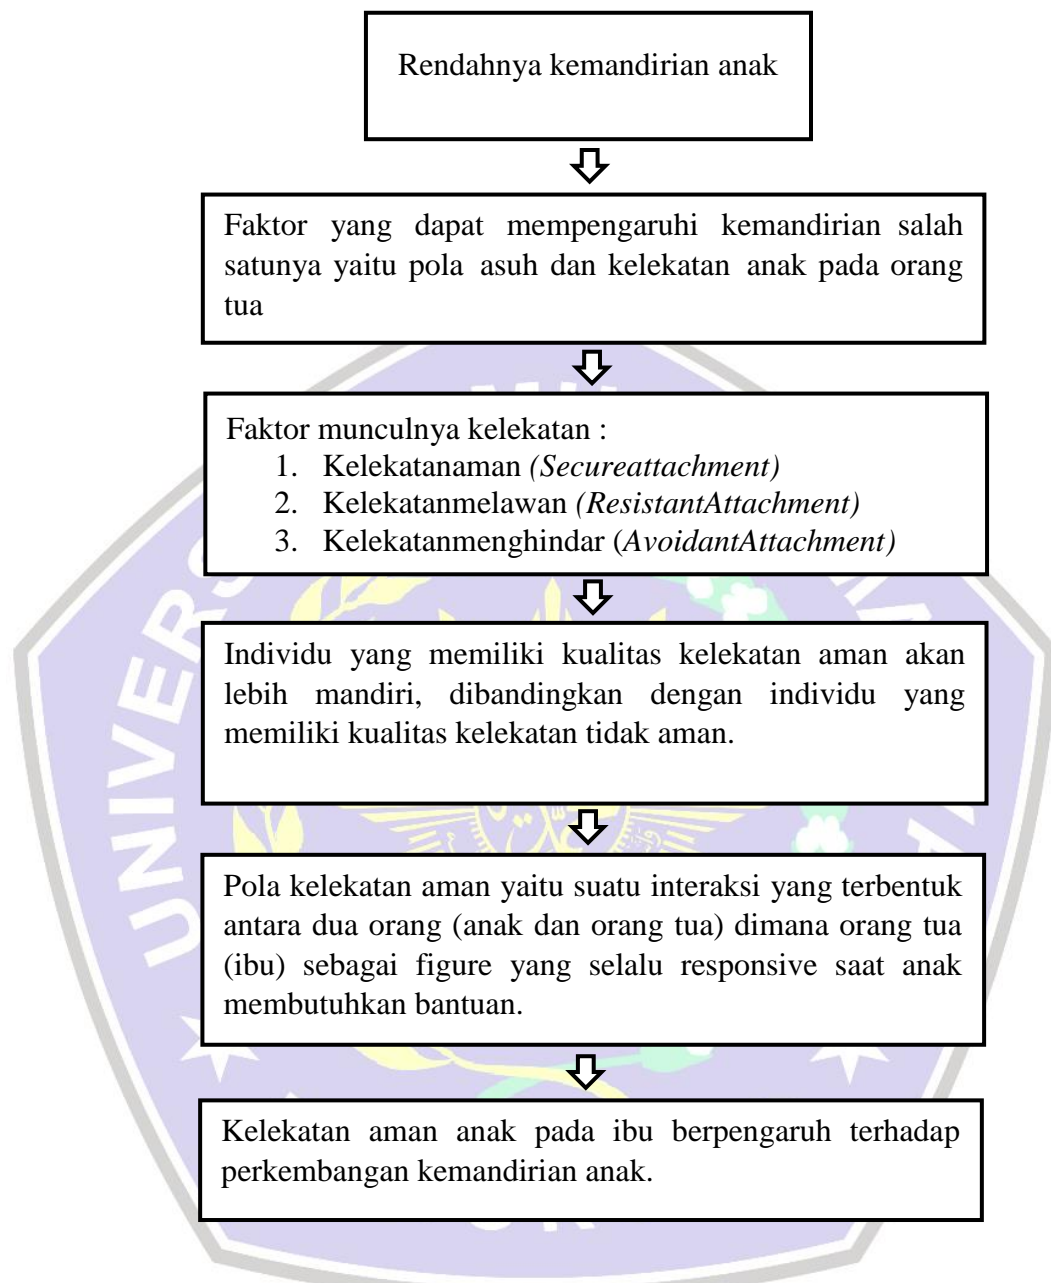 Rendahnya kemandirian anak
Faktor yang dapat mempengaruhi kemandirian salah
satunya yaitu pola asuh dan kelekatan anak pada orang
tua
Faktor munculnya kelekatan :
1. Kelekatanaman (Secureattachment)
2. Kelekatanmelawan (ResistantAttachment)
3. Kelekatanmenghindar (AvoidantAttachment)
Individu yang memiliki kualitas kelekatan aman akan
lebih mandiri, dibandingkan dengan individu yang
memiliki kualitas kelekatan tidak aman.
Pola kelekatan aman yaitu suatu interaksi yang terbentuk
antara dua orang (anak dan orang tua) dimana orang tua
(ibu) sebagai figure yang selalu responsive saat anak
membutuhkan bantuan.
Kelekatan aman anak pada ibu berpengaruh terhadap
perkembangan kemandirian anak.